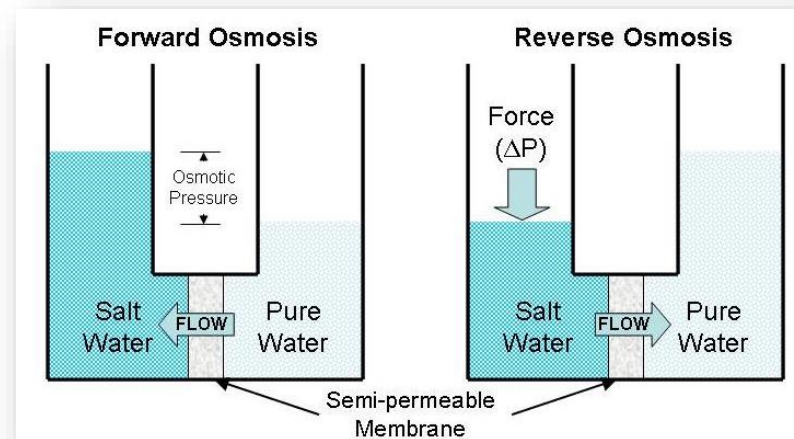 Forward Osmosis
Osmotic
Pressure
Salt
Water
FLOW
Pure
Water
Reverse Osmosis
Force
(ΔP)
Salt
Water
FLOW
Pure
Water
Semi-permeable
Membrane